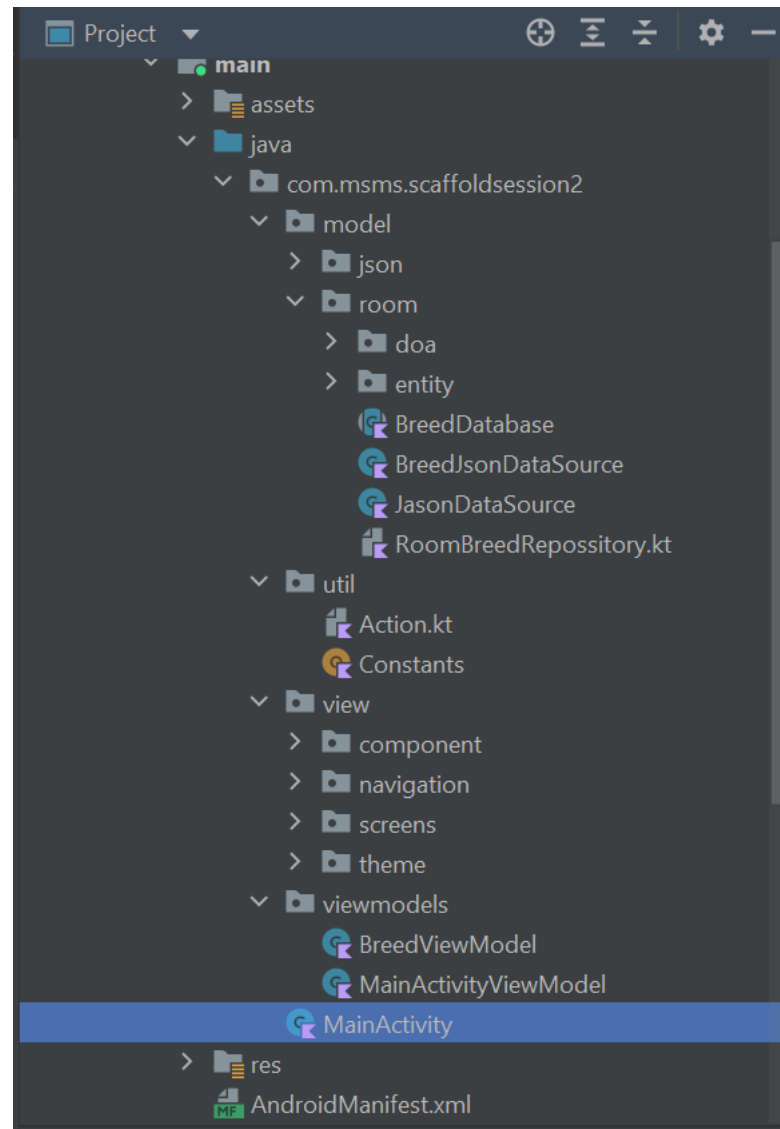 Project
main
assets
java
com.msms.scaffoldsession2
model
json
room
doa
entity
BreedDatabase
BreedJsonDataSource
JasonDataSource
RoomBreedRepossitory.kt
util
Action.kt
Constants
view
component
navigation
screens
theme
viewmodels
BreedViewModel
MainActivityViewModel
MainActivity
res
MF AndroidManifest.xml